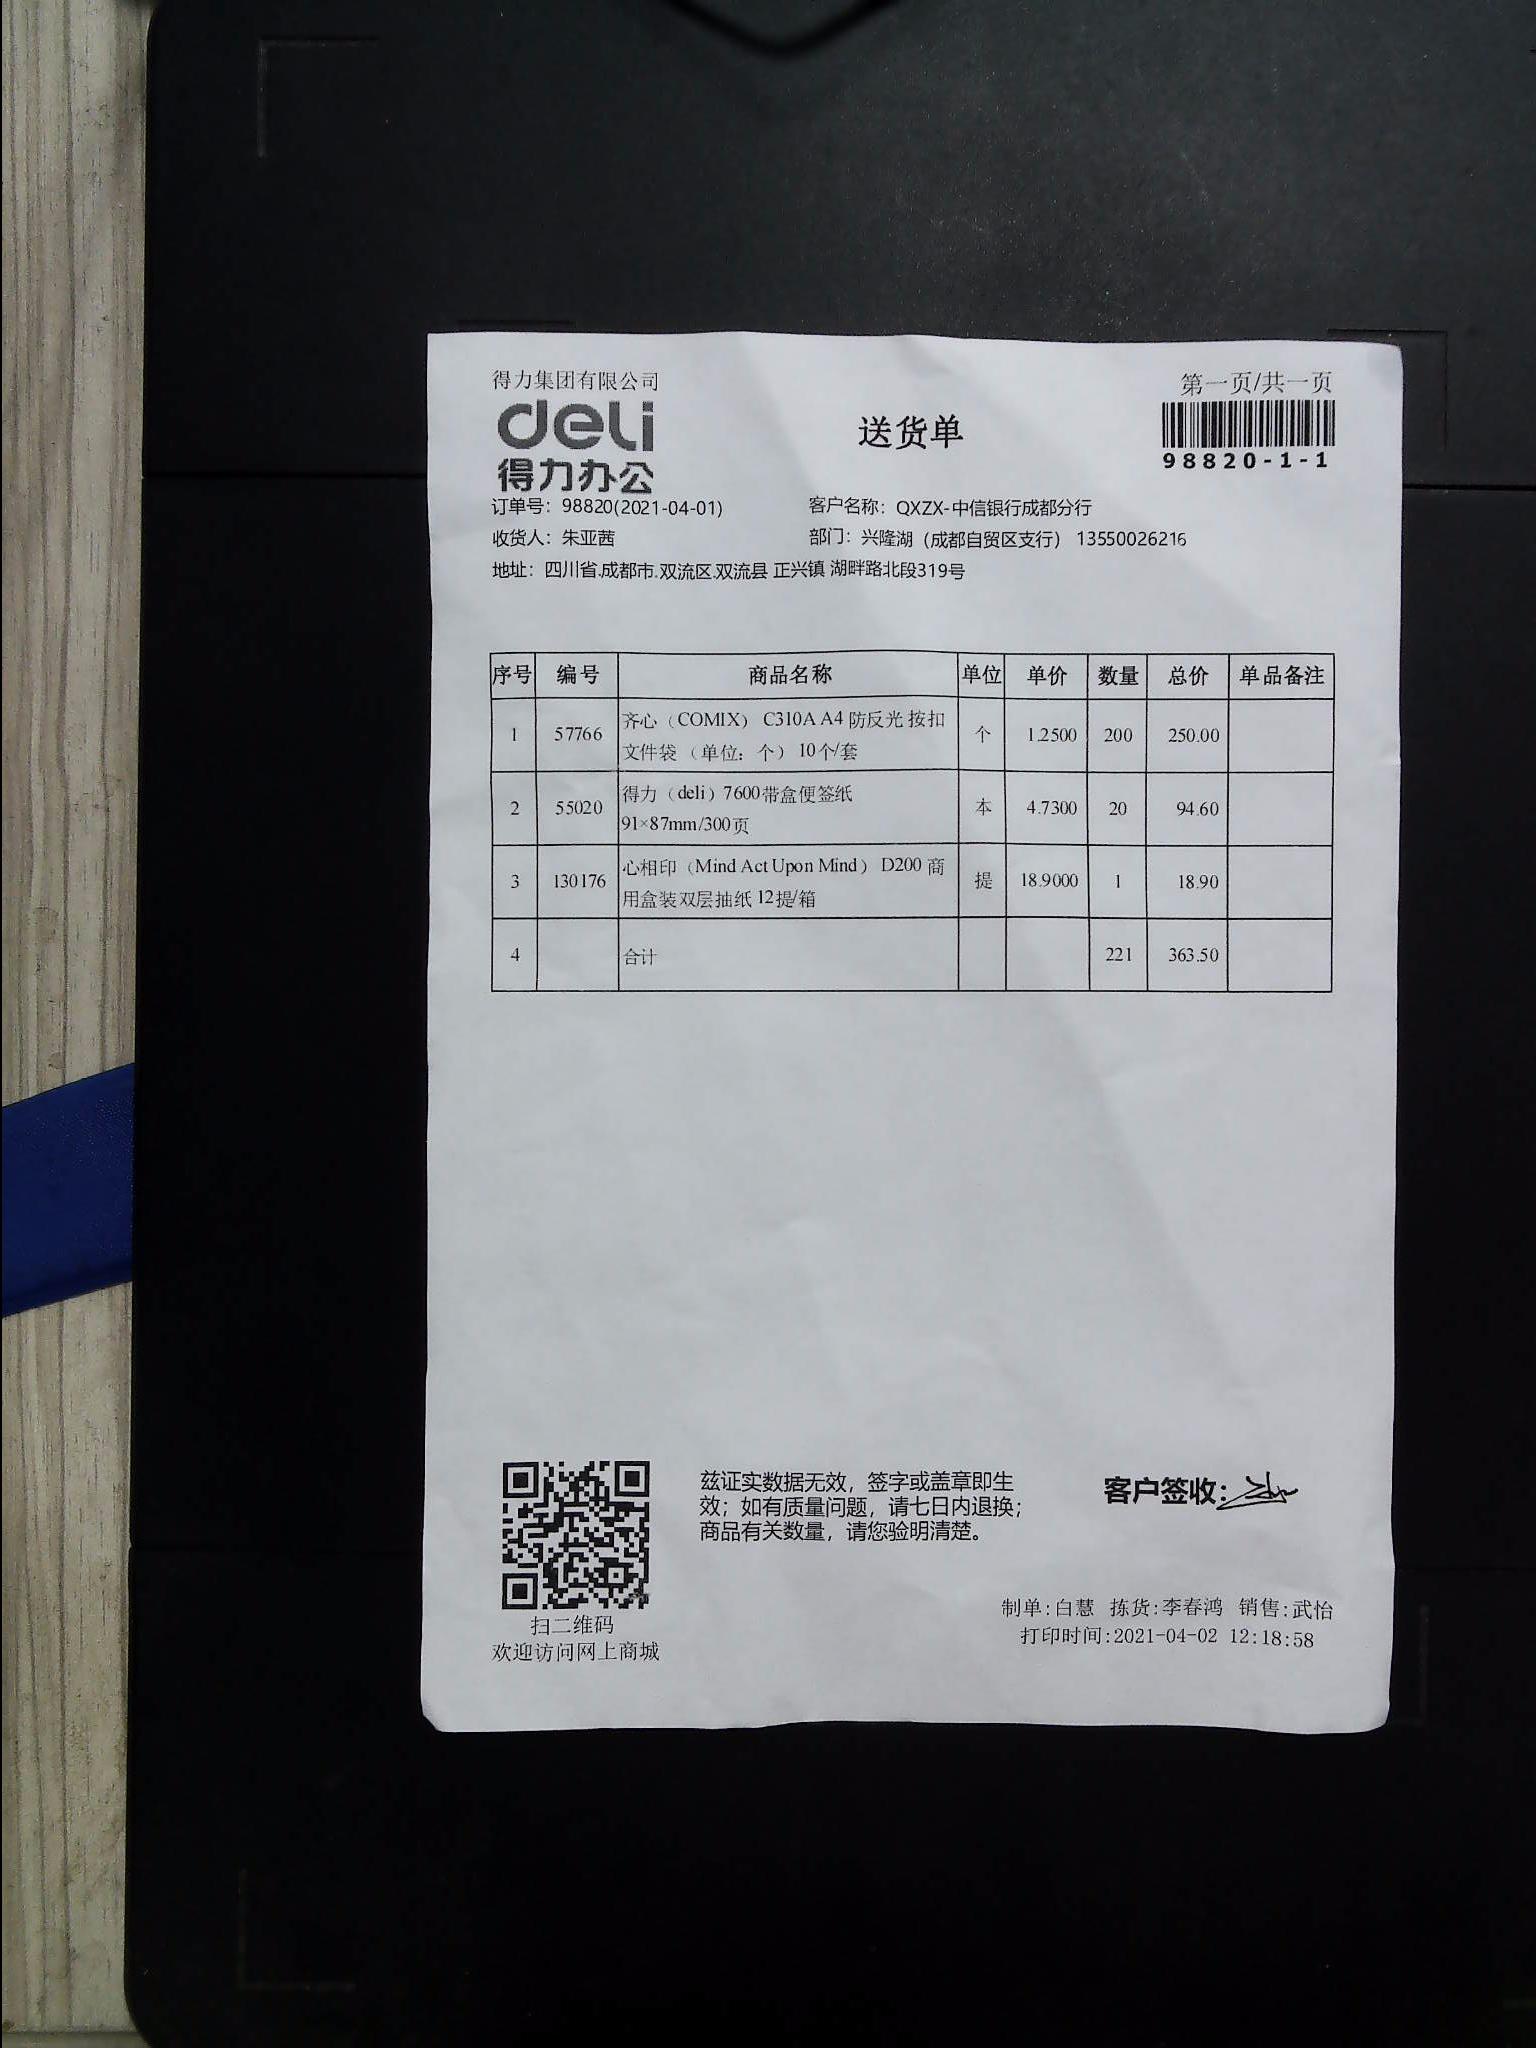 得力集团有限公司
第一页/共一页
deli
得力办公
送货单
98820-1-1
订单号：98820(2021-04-01)
客户名称：QXZX-中信银行成都分行
收货人：朱亚茜
部门：兴隆湖（成都自贸区支行） 13550026216
地址：四川省.成都市.双流区.双流县 正兴镇 湖畔路北段319号
序号 编号 商品名称 单位 单价 数量 总价 单品备注
1 57766 齐心（COMIX） C310A A4 防反光 按扣 个 1.2500 200 250.00
文件袋 （单位：个） 10个/套
2 55020 得力（deli）7600带盒便签纸 本 4.7300 20 94.60
91×87mm/300页
3 130176 心相印（Mind Act Upon Mind） D200 商 提 18.9000 1 18.90
用盒装双层抽纸 12提/箱
4 合计 221 363.50
兹证实数据无效，签字或盖章即生
效；如有质量问题，请七日内退换；
商品有关数量，请您验明清楚。
客户签收：
扫二维码
欢迎访问网上商城
制单:白慧 拣货:李春鸿 销售:武怡
打印时间:2021-04-02 12:18:58